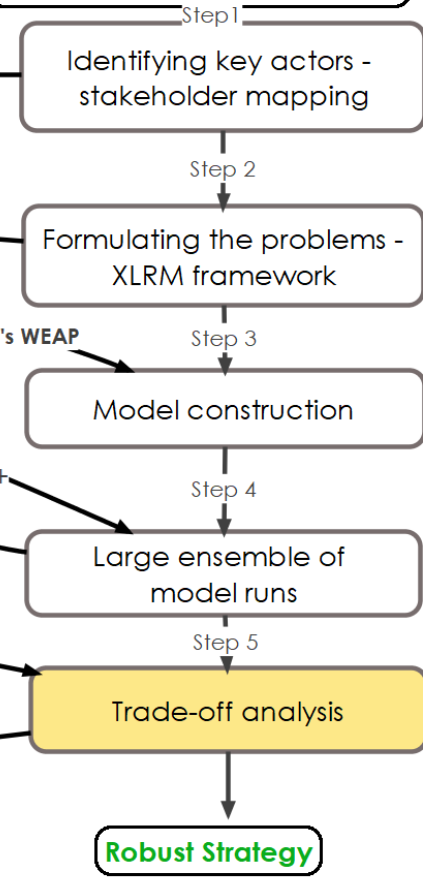 Step1
Identifying key actors -
stakeholder mapping
Step 2
Formulating the problems -
XLRM framework
's WEAP
Step 3
Model construction
Step 4
Large ensemble of
model runs
Step 5
Trade-off analysis
Robust Strategy